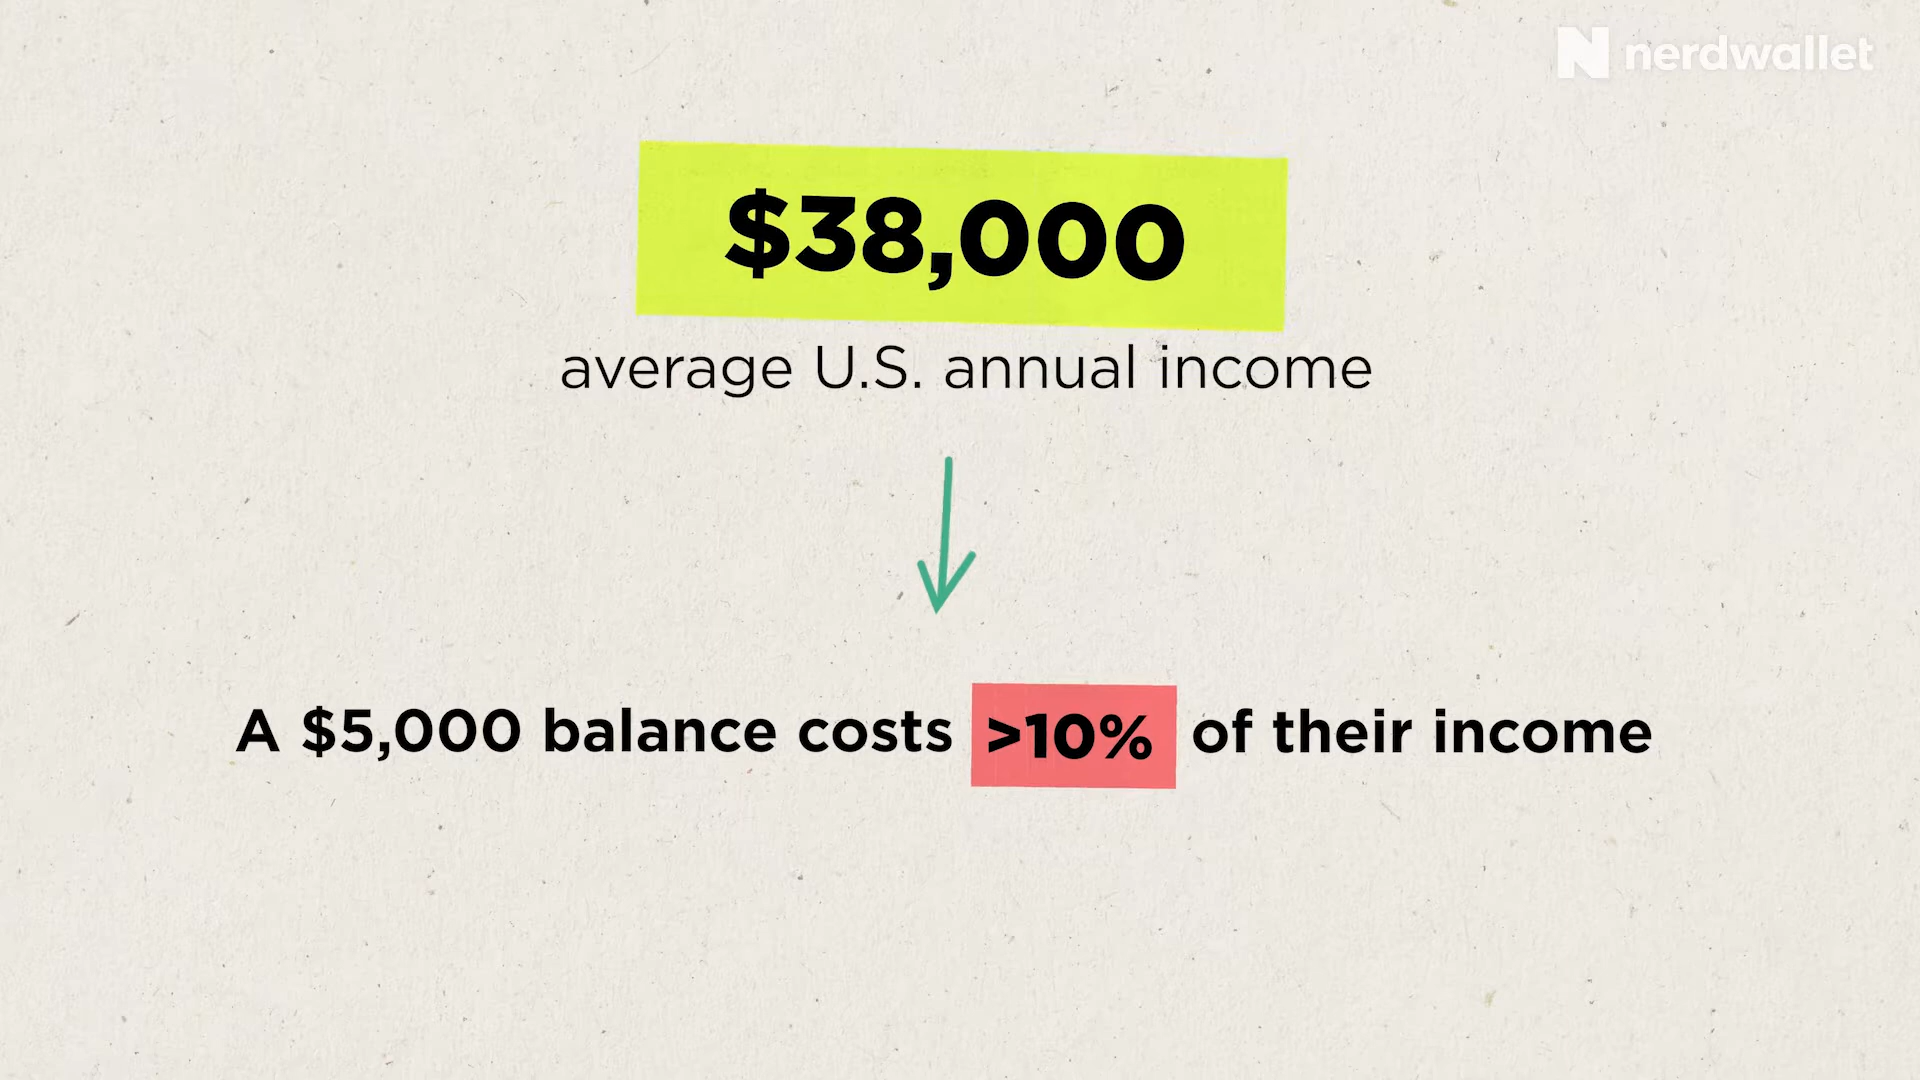 nerdwallet
$38,000
average U.S. annual income
A $5,000 balance costs >10% of their income